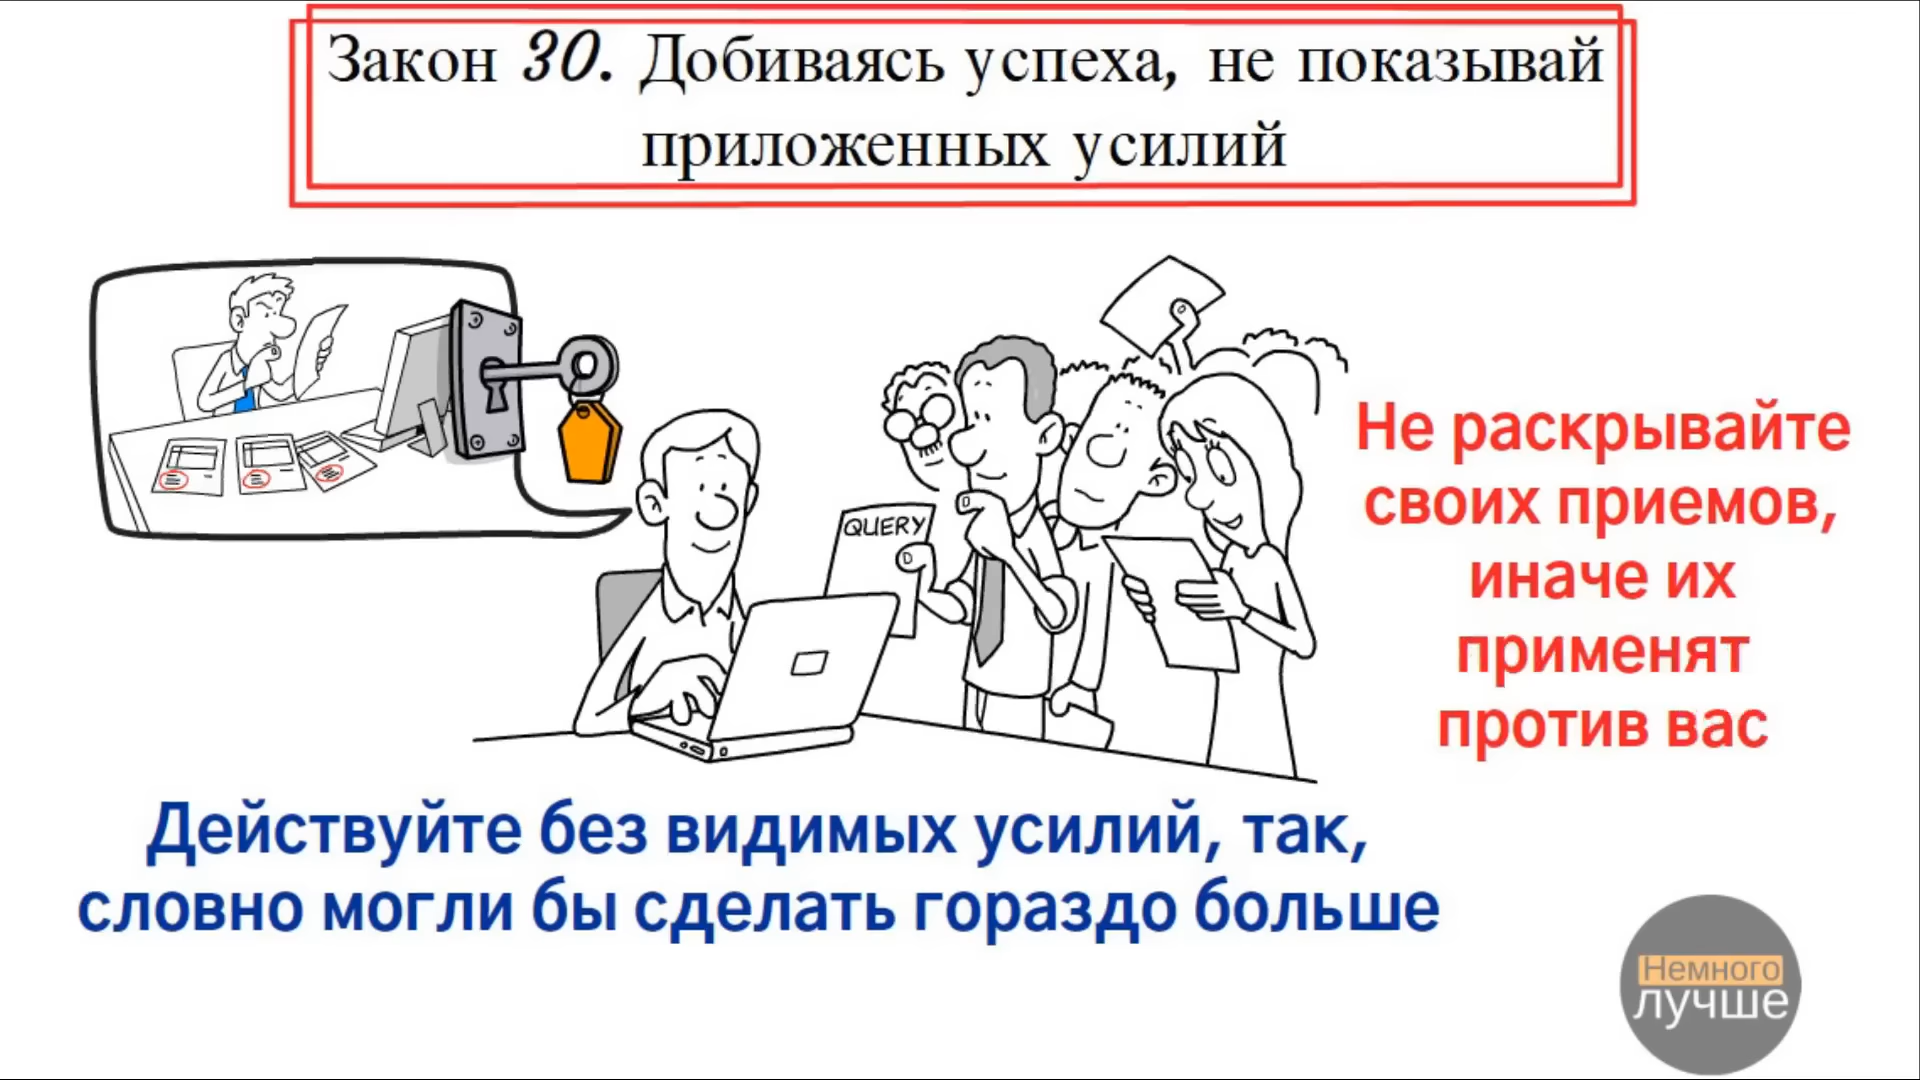 Закон 30. Добиваясь успеха, не показывай
приложенных усилий
QUERY
Не раскрывайте
своих приемов,
иначе их
применят
против вас
Действуйте без видимых усилий, так,
словно могли бы сделать гораздо больше
Немного
лучше